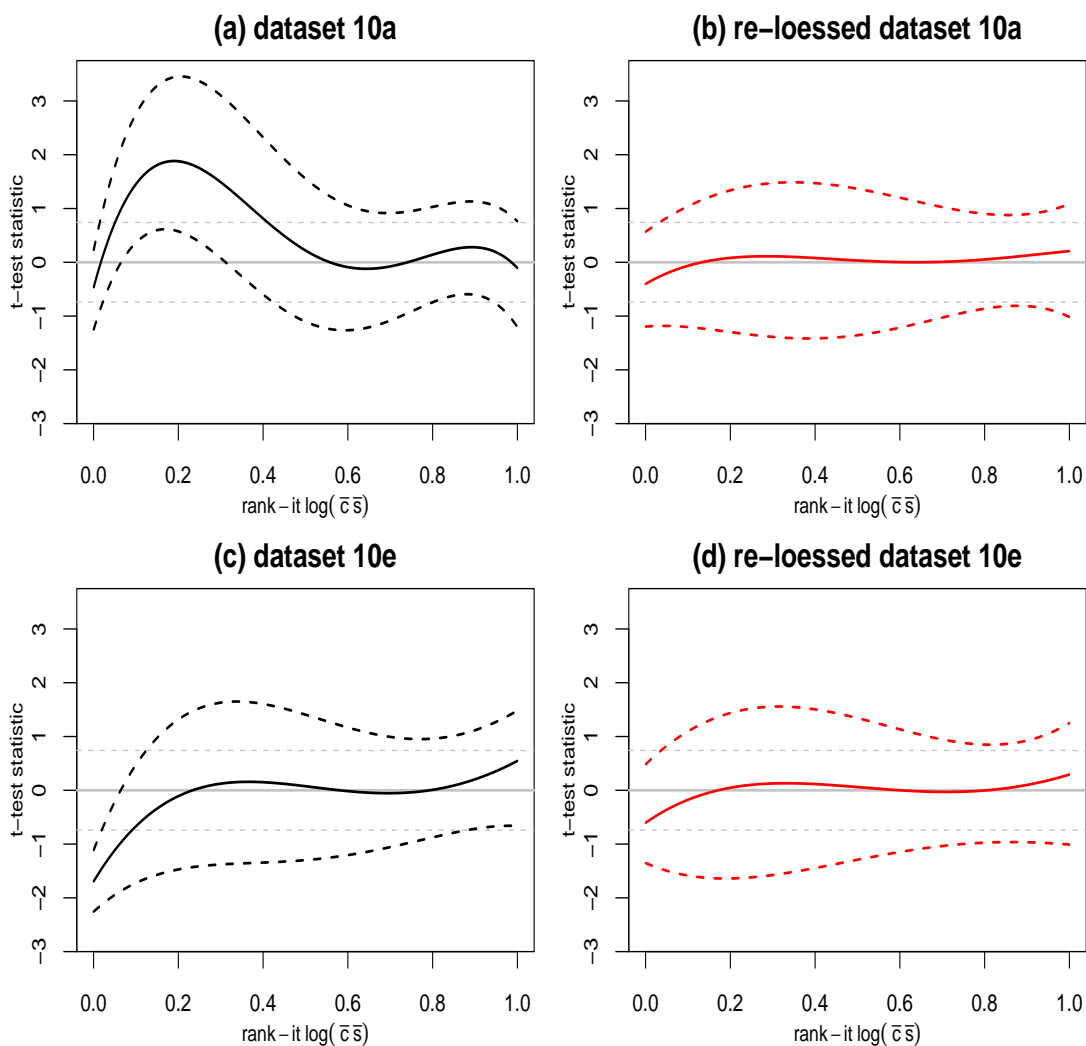 (a) dataset 10a
t−test statistic
3
2
1
0
−1
−2
−3
0.0 0.2 0.4 0.6 0.8 1.0
rank − it log( c̅ s̅)
(b) re−loessed dataset 10a
t−test statistic
3
2
1
0
−1
−2
−3
0.0 0.2 0.4 0.6 0.8 1.0
rank − it log( c̅ s̅)
(c) dataset 10e
t−test statistic
3
2
1
0
−1
−2
−3
0.0 0.2 0.4 0.6 0.8 1.0
rank − it log( c̅ s̅)
(d) re−loessed dataset 10e
t−test statistic
3
2
1
0
−1
−2
−3
0.0 0.2 0.4 0.6 0.8 1.0
rank − it log( c̅ s̅)